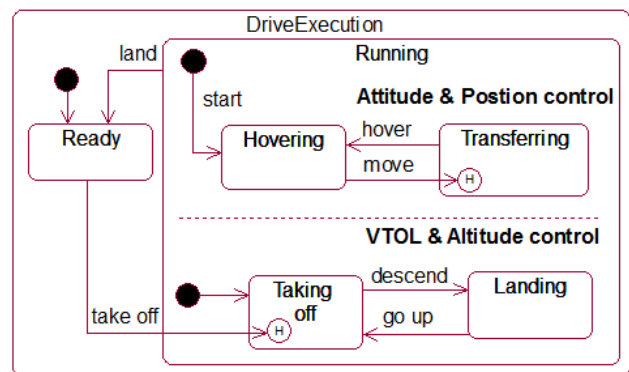 DriveExecution
land
Running
start
Attitude & Postion control
Ready
Hovering
hover
Transferring
move
H
VTOL & Altitude control
Taking
off
descend
Landing
take off
H
go up